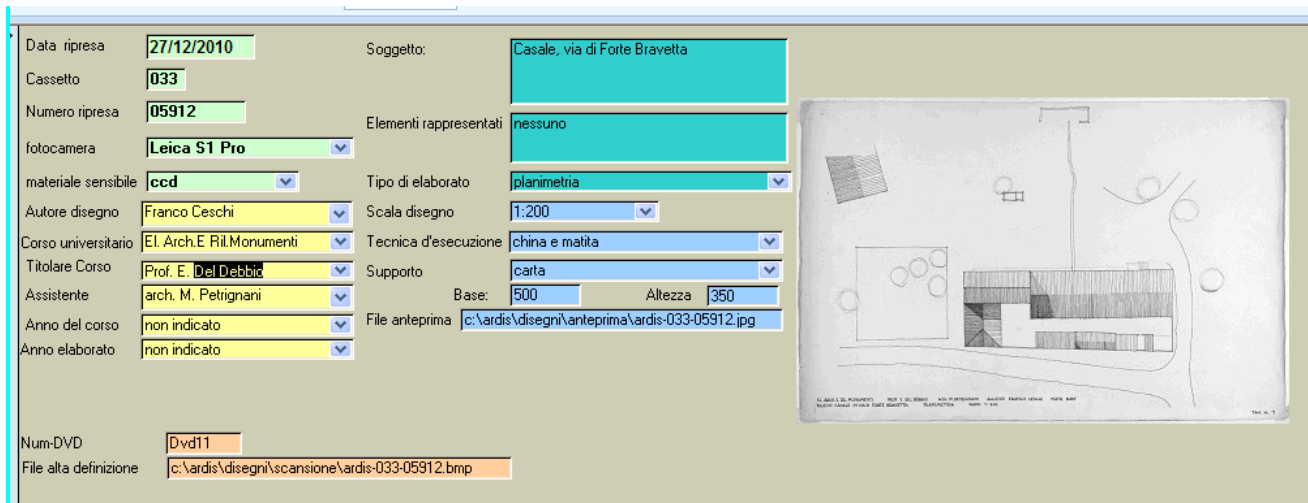 Data ripresa 27/12/2010
Cassetto 033
Numero ripresa 05912
fotocamera Leica S1 Pro
materiale sensibile ccd
Autore disegno Franco Ceschi
Corso universitario El. Arch.E Ril.Monumenti
Titolare Corso Prof. E. Del Debbio
Assistente arch. M. Petrignani
Anno del corso non indicato
Anno elaborato non indicato
Soggetto: Casale, via di Forte Bravetta
Elementi rappresentati nessuno
Tipo di elaborato planimetria
Scala disegno 1:200
Tecnica d'esecuzione china e matita
Supporto carta
Base: 500 Altezza 350
File anteprima c:\ardis\disegni\anteprima\ardis-033-05912.jpg
Num-DVD Dvd11
File alta definizione c:\ardis\disegni\scansione\ardis-033-05912.bmp